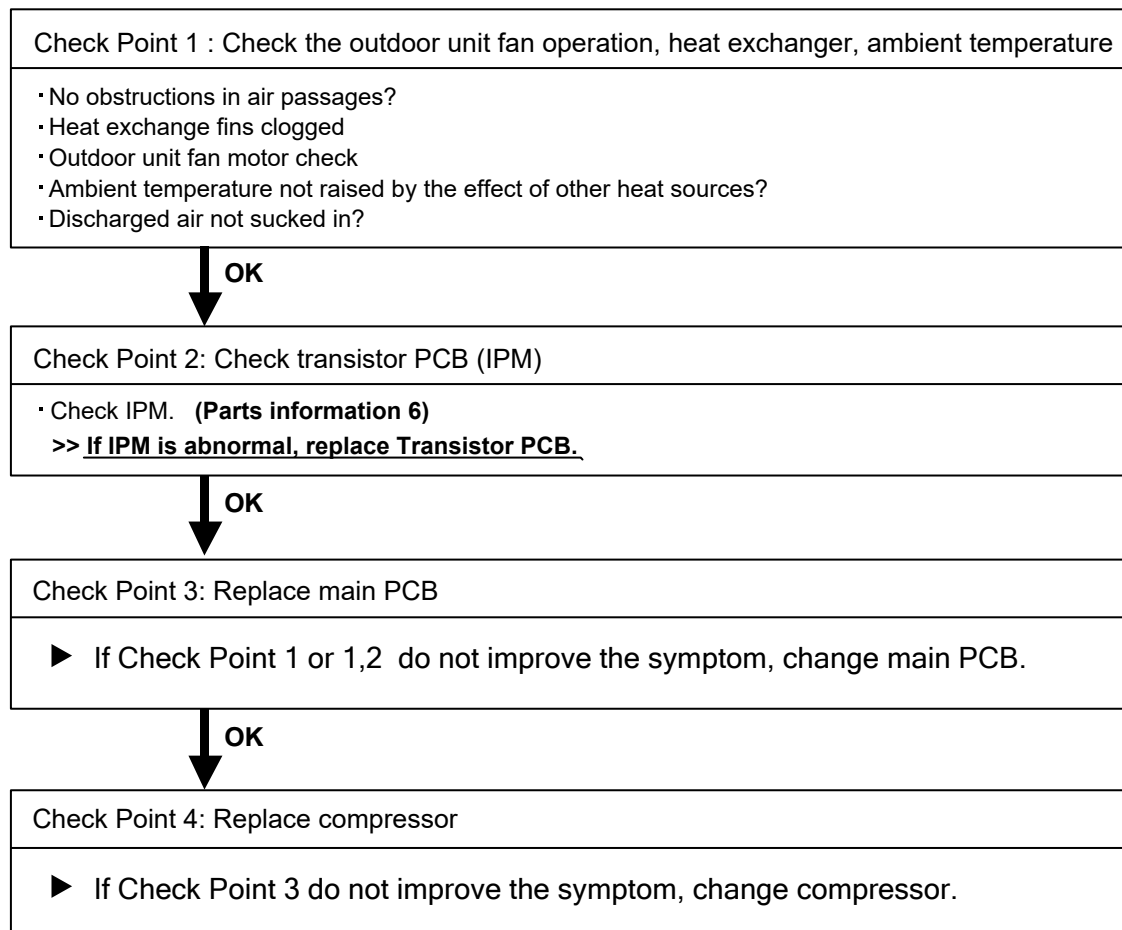 Check Point 1 : Check the outdoor unit fan operation, heat exchanger, ambient temperature
・No obstructions in air passages?
・Heat exchange fins clogged
・Outdoor unit fan motor check
・Ambient temperature not raised by the effect of other heat sources?
・Discharged air not sucked in?
OK
Check Point 2: Check transistor PCB (IPM)
・Check IPM. (Parts information 6)
>> If IPM is abnormal, replace Transistor PCB.
OK
Check Point 3: Replace main PCB
▶ If Check Point 1 or 1,2 do not improve the symptom, change main PCB.
OK
Check Point 4: Replace compressor
▶ If Check Point 3 do not improve the symptom, change compressor.